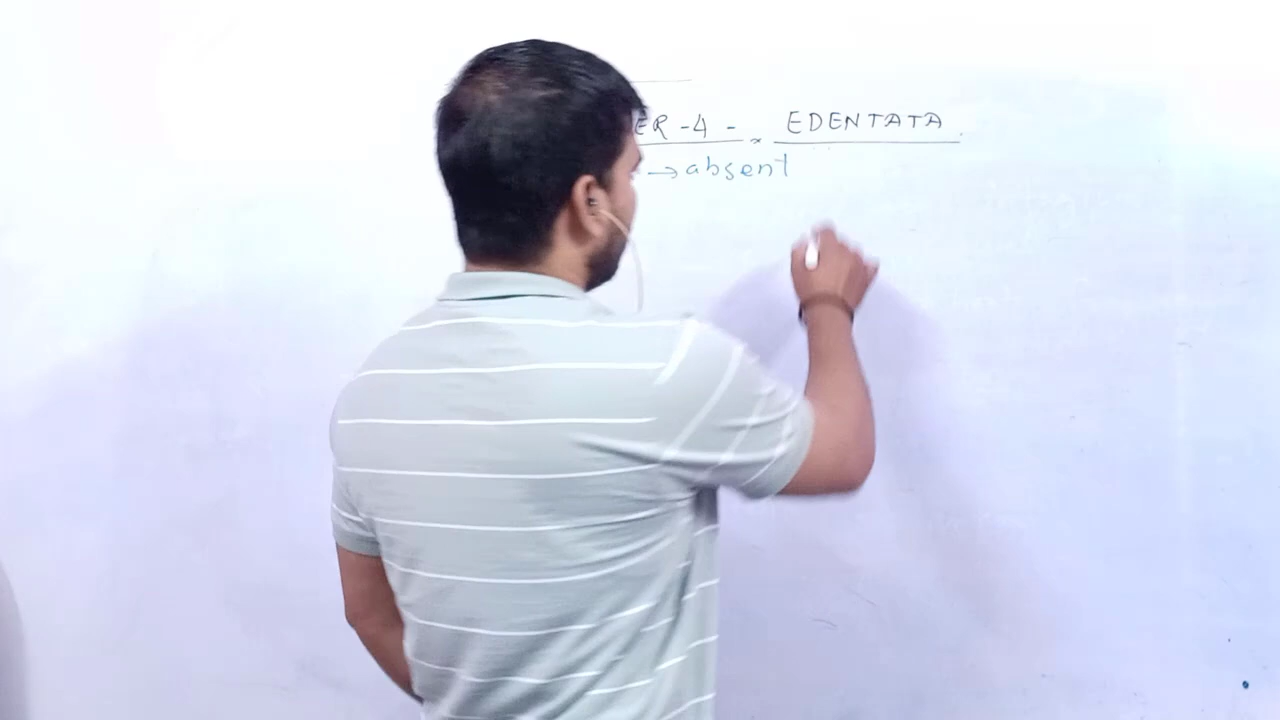 ER -4 - EDENTATA
→ absent